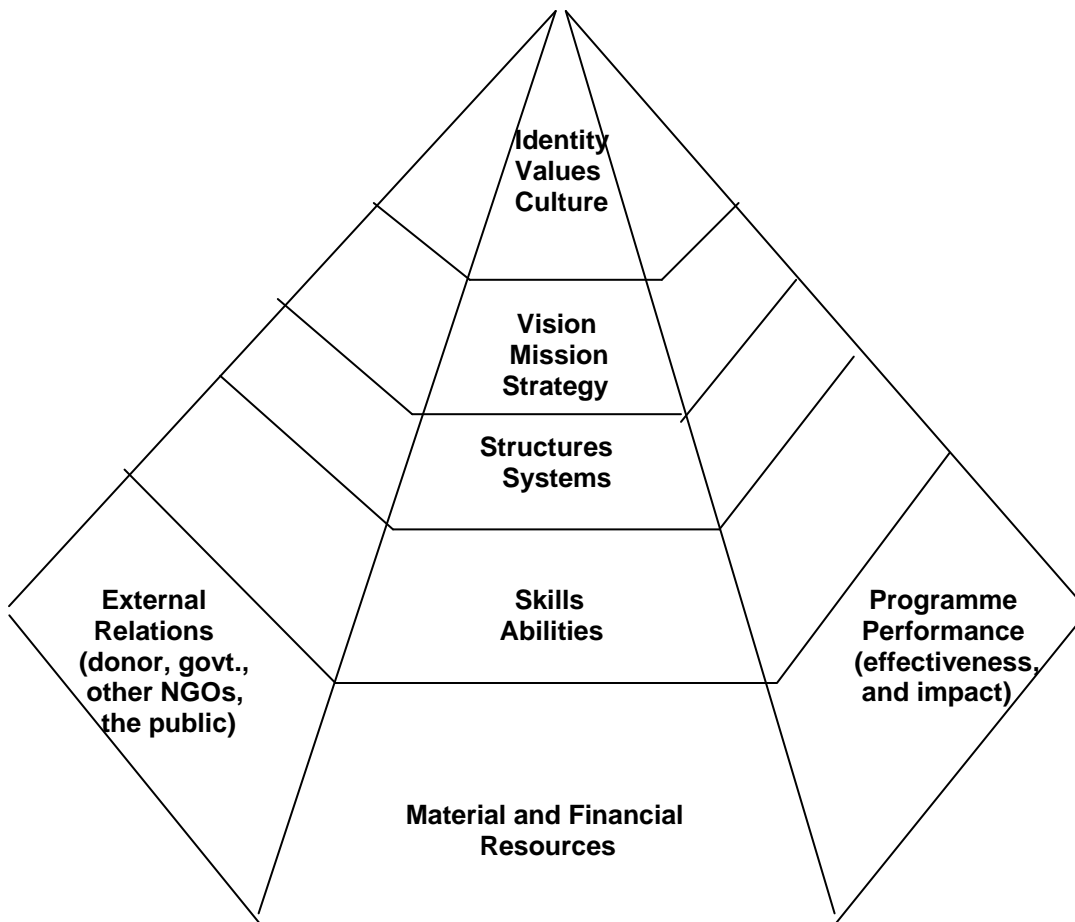 Identity
Values
Culture
Vision
Mission
Strategy
Structures
Systems
Skills
Abilities
External
Relations
(donor, govt.,
other NGOs,
the public)
Programme
Performance
(effectiveness,
and impact)
Material and Financial
Resources